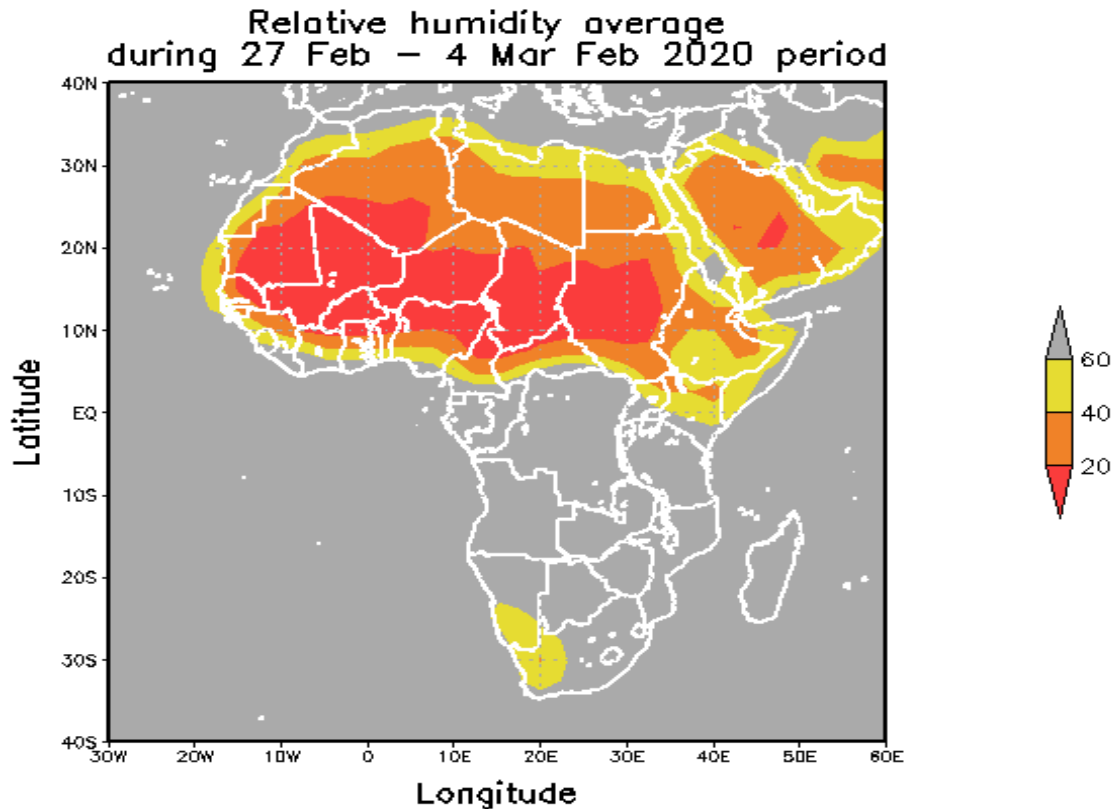 Relative humidity average
during 27 Feb – 4 Mar Feb 2020 period
40N
30N
20N
10N
EQ
10S
20S
30S
40S
30W 20W 10W 0 10E 20E 30E 40E 50E 60E
Latitude
Longitude
60
40
20